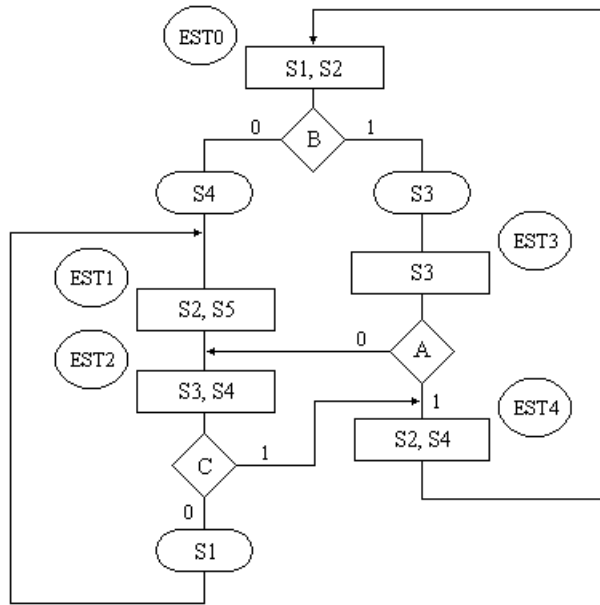 EST0
S1, S2
0
B
1
S4
S3
EST3
S3
EST1
S2, S5
0
A
EST2
S3, S4
1
EST4
S2, S4
C
1
0
S1